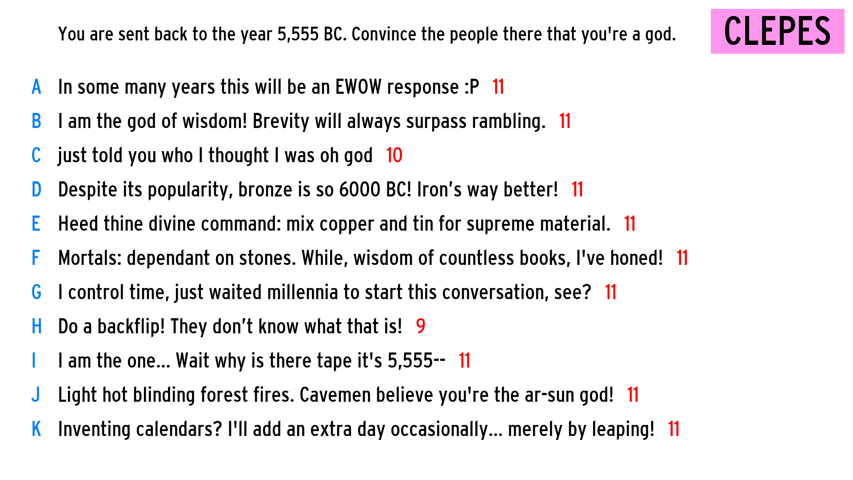 You are sent back to the year 5,555 BC. Convince the people there that you're a god.
CLEPES
A In some many years this will be an EWOW response :P 11
B I am the god of wisdom! Brevity will always surpass rambling. 11
C just told you who I thought I was oh god 10
D Despite its popularity, bronze is so 6000 BC! Iron’s way better! 11
E Heed thine divine command: mix copper and tin for supreme material. 11
F Mortals: dependant on stones. While, wisdom of countless books, I've honed! 11
G I control time, just waited millennia to start this conversation, see? 11
H Do a backflip! They don’t know what that is! 9
I I am the one... Wait why is there tape it's 5,555-- 11
J Light hot blinding forest fires. Cavemen believe you're the ar-sun god! 11
K Inventing calendars? I'll add an extra day occasionally... merely by leaping! 11